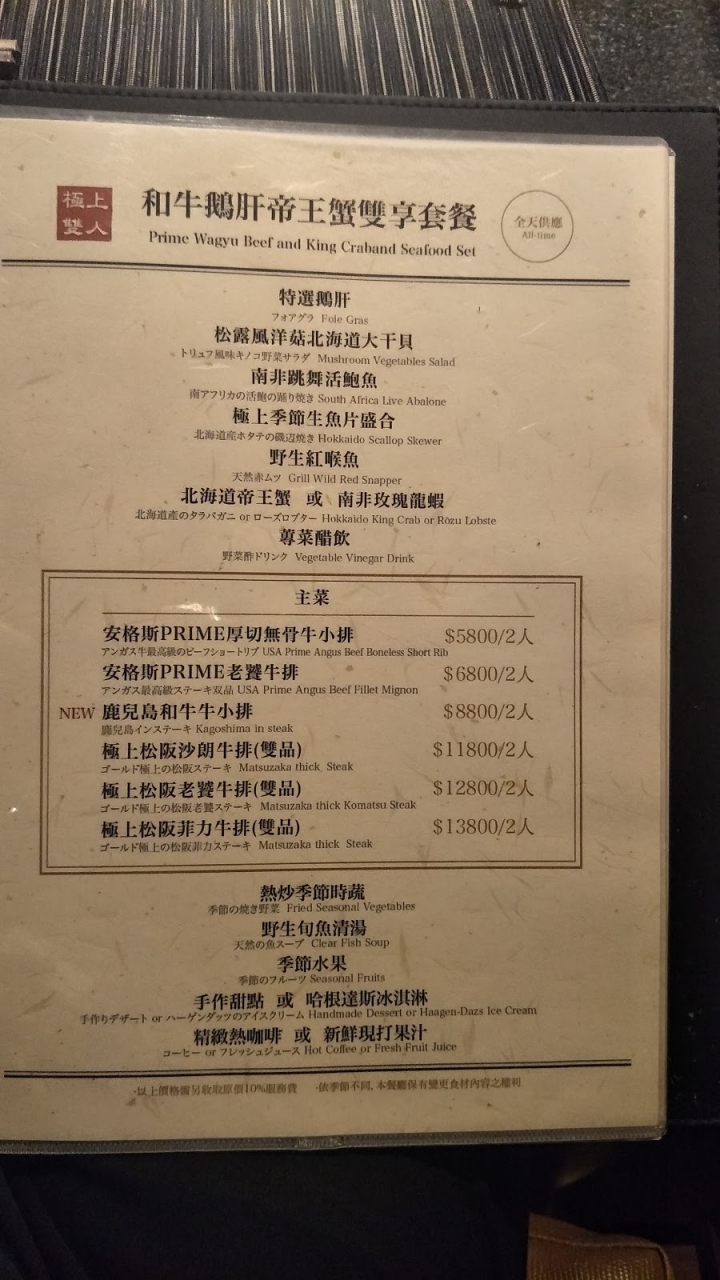 極上
雙人
和牛鵝肝帝王蟹雙享套餐
Prime Wagyu Beef and King Craband Seafood Set
全天供應
All-time
特選鵝肝
フォアグラ Foie Gras
松露風洋菇北海道大干貝
トリュフ風味キノコ野菜サラダ Mushroom Vegetables Salad
南非跳舞活鮑魚
南アフリカの活鮑の踊り焼き South Africa Live Abalone
極上季節生魚片盛合
北海道産ホタテの磯辺焼き Hokkaido Scallop Skewer
野生紅喉魚
天然赤ムツ Grill Wild Red Snapper
北海道帝王蟹 或 南非玫瑰龍蝦
北海道産のタラバガニ or ローズロブター Hokkaido King Crab or Rozu Lobste
蓴菜醋飲
野菜酢ドリンク Vegetable Vinegar Drink
主菜
安格斯PRIME厚切無骨牛小排 $5800/2人
アンガス牛最高級のビーフショートリブ USA Prime Angus Beef Boneless Short Rib
安格斯PRIME老饕牛排 $6800/2人
アンガス最高級ステーキ双品 USA Prime Angus Beef Fillet Mignon
NEW 鹿兒島和牛牛小排 $8800/2人
鹿兒島インステーキ Kagoshima in steak
極上松阪沙朗牛排(雙品) $11800/2人
ゴールド極上の松阪ステーキ Matsuzaka thick Steak
極上松阪老饕牛排(雙品) $12800/2人
ゴールド極上の松阪老饕ステーキ Matsuzaka thick Komatsu Steak
極上松阪菲力牛排(雙品) $13800/2人
ゴールド極上の松阪菲力ステーキ Matsuzaka thick Steak
熱炒季節時蔬
季節の焼き野菜 Fried Seasonal Vegetables
野生旬魚清湯
天然の魚スープ Clear Fish Soup
季節水果
季節のフルーツ Seasonal Fruits
手作甜點 或 哈根達斯冰淇淋
手作りデザート or ハーゲンダッツのアイスクリーム Handmade Dessert or Haagen-Dazs Ice Cream
精緻熱咖啡 或 新鮮現打果汁
コーヒー or フレッシュジュース Hot Coffee or Fresh Fruit Juice
·以上價格需另收取原價10%服務費 ·依季節不同,本餐廳保有變更食材內容之權利